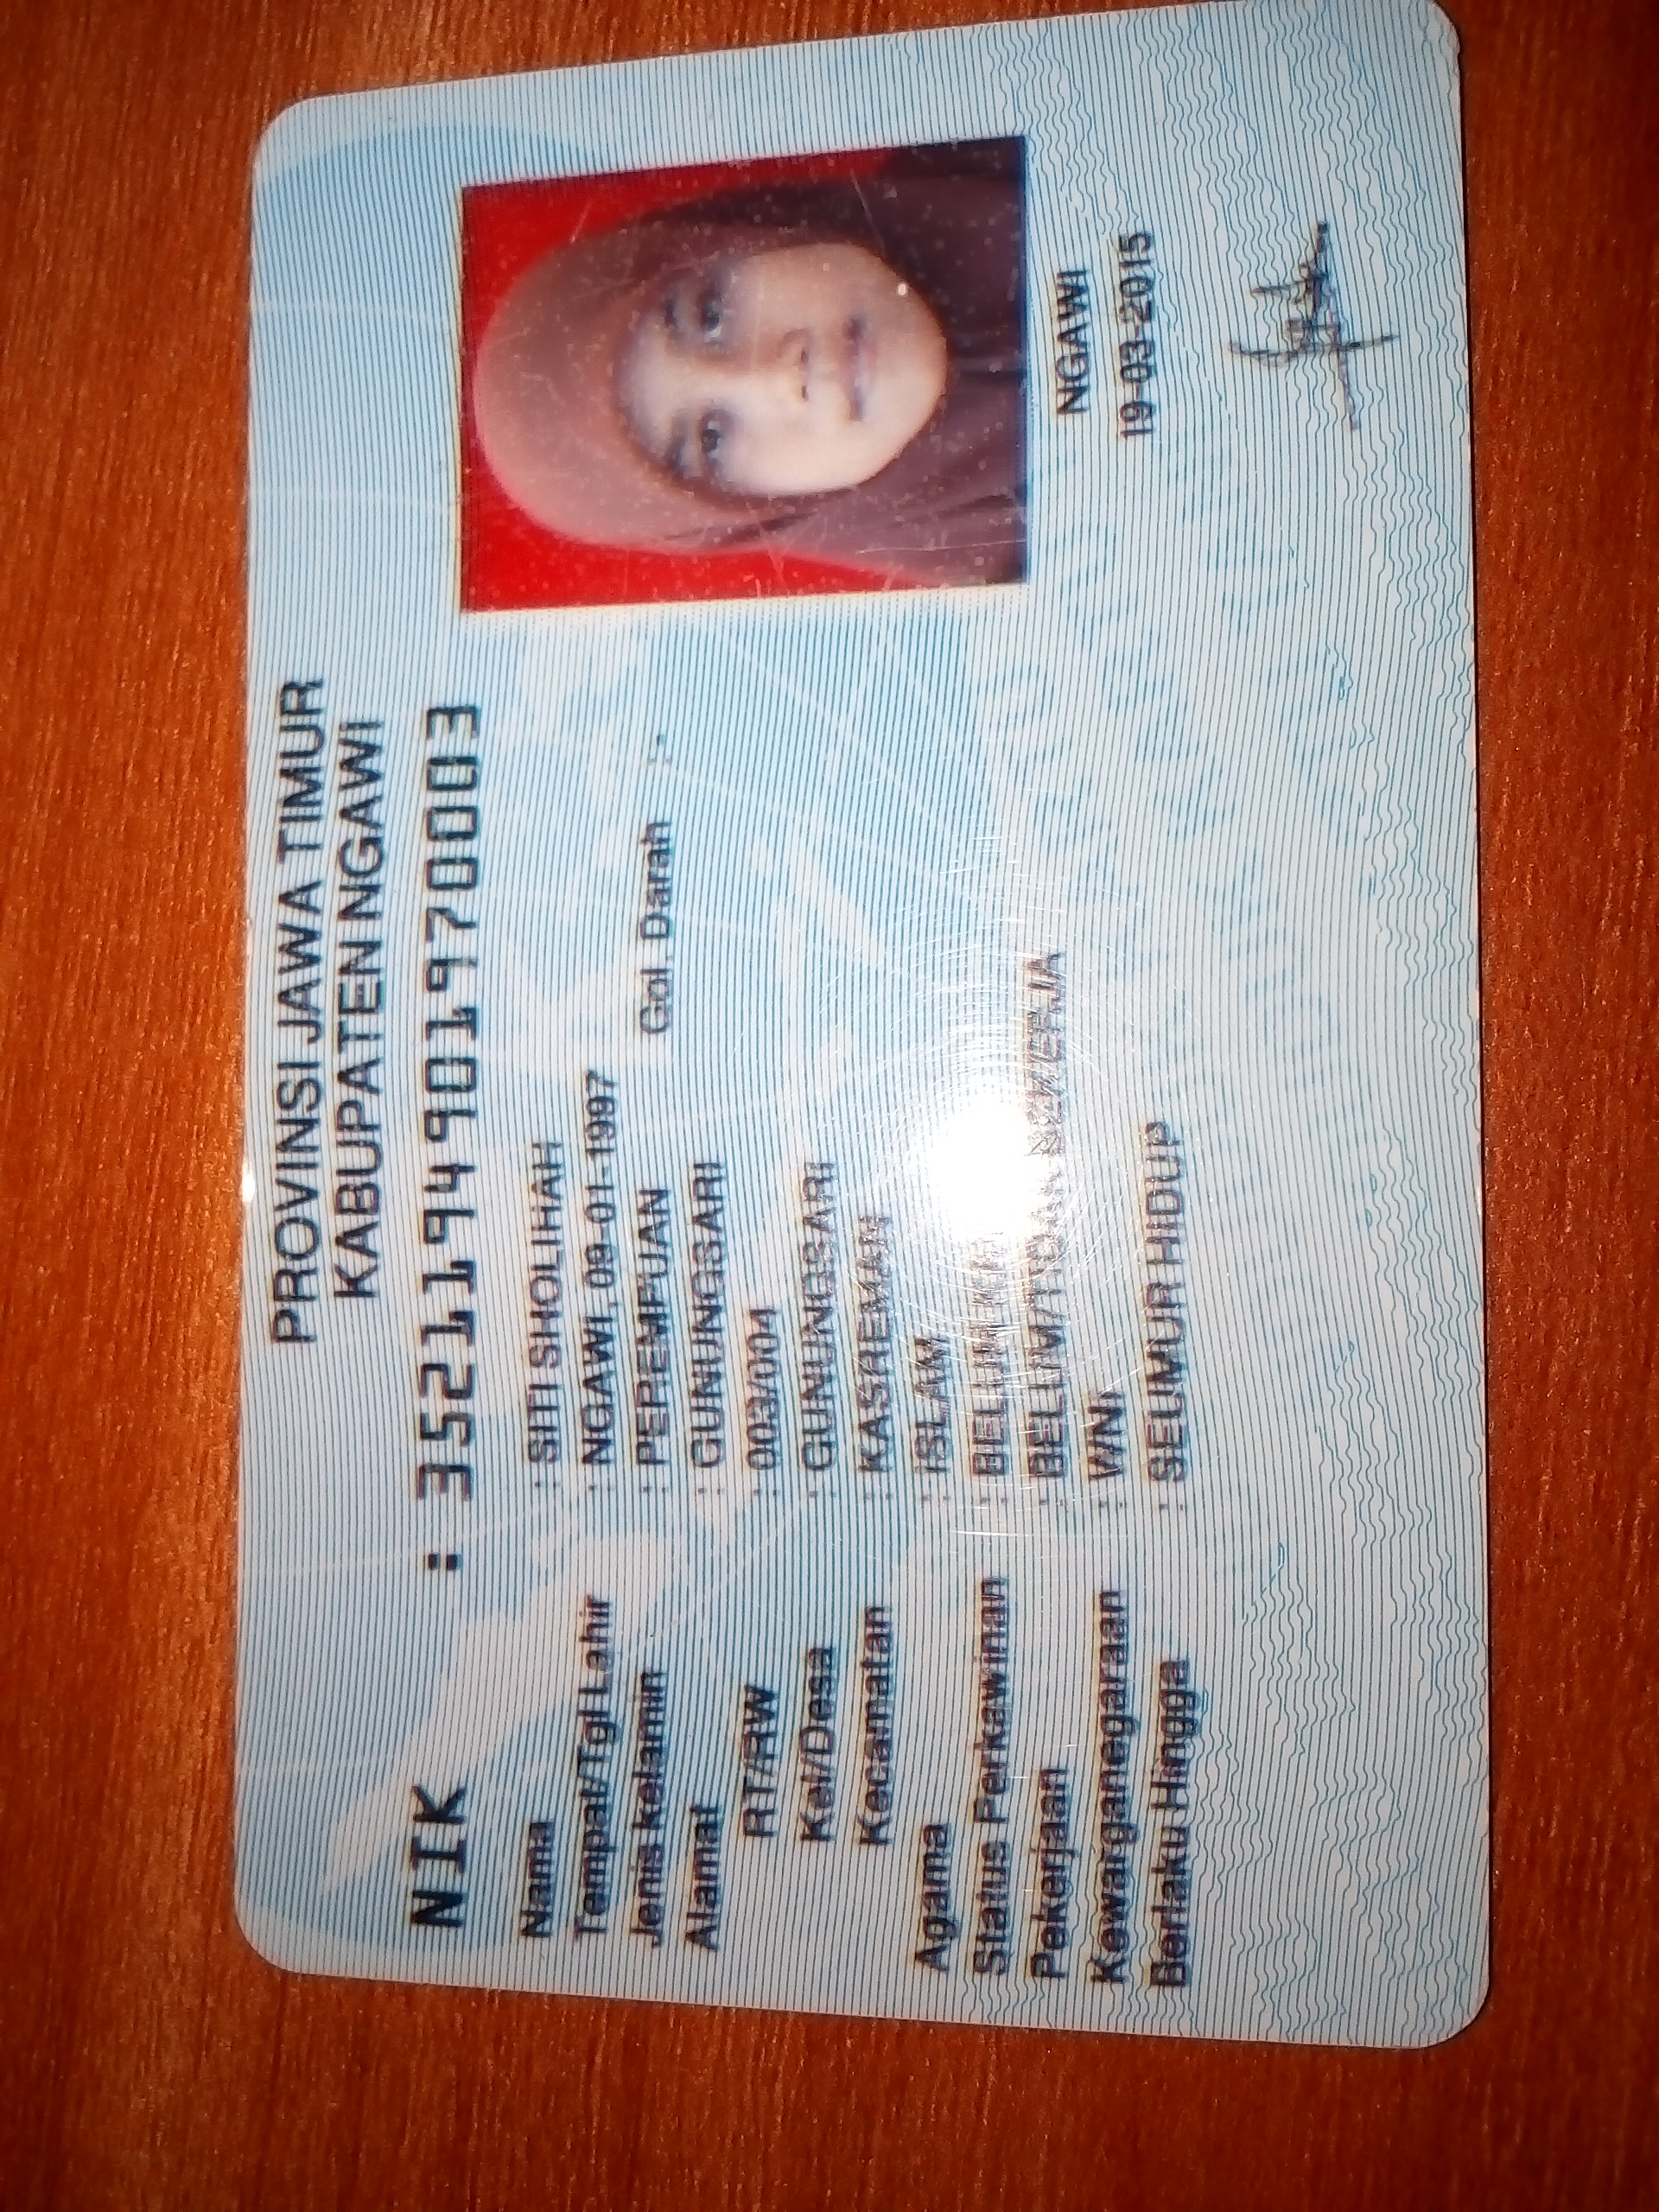 PROVINSI JAWA TIMUR
KABUPATEN NGAWI
NIK : 3521194901970003
Nama : SITI SHOLIHAH
Tempat/Tgl Lahir : NGAWI, 09-01-1997
Jenis kelamin : PEREMPUAN Gol. Darah : -
Alamat : GUNUNGSARI
RT/RW : 003/004
Kel/Desa : GUNUNGSARI
Kecamatan : KASREMAN
Agama : ISLAM
Status Perkawinan : BELUM
Pekerjaan : BELUM/TIDAK BEKERJA
Kewarganegaraan : WNI
Berlaku Hingga : SEUMUR HIDUP
NGAWI
19-03-2015